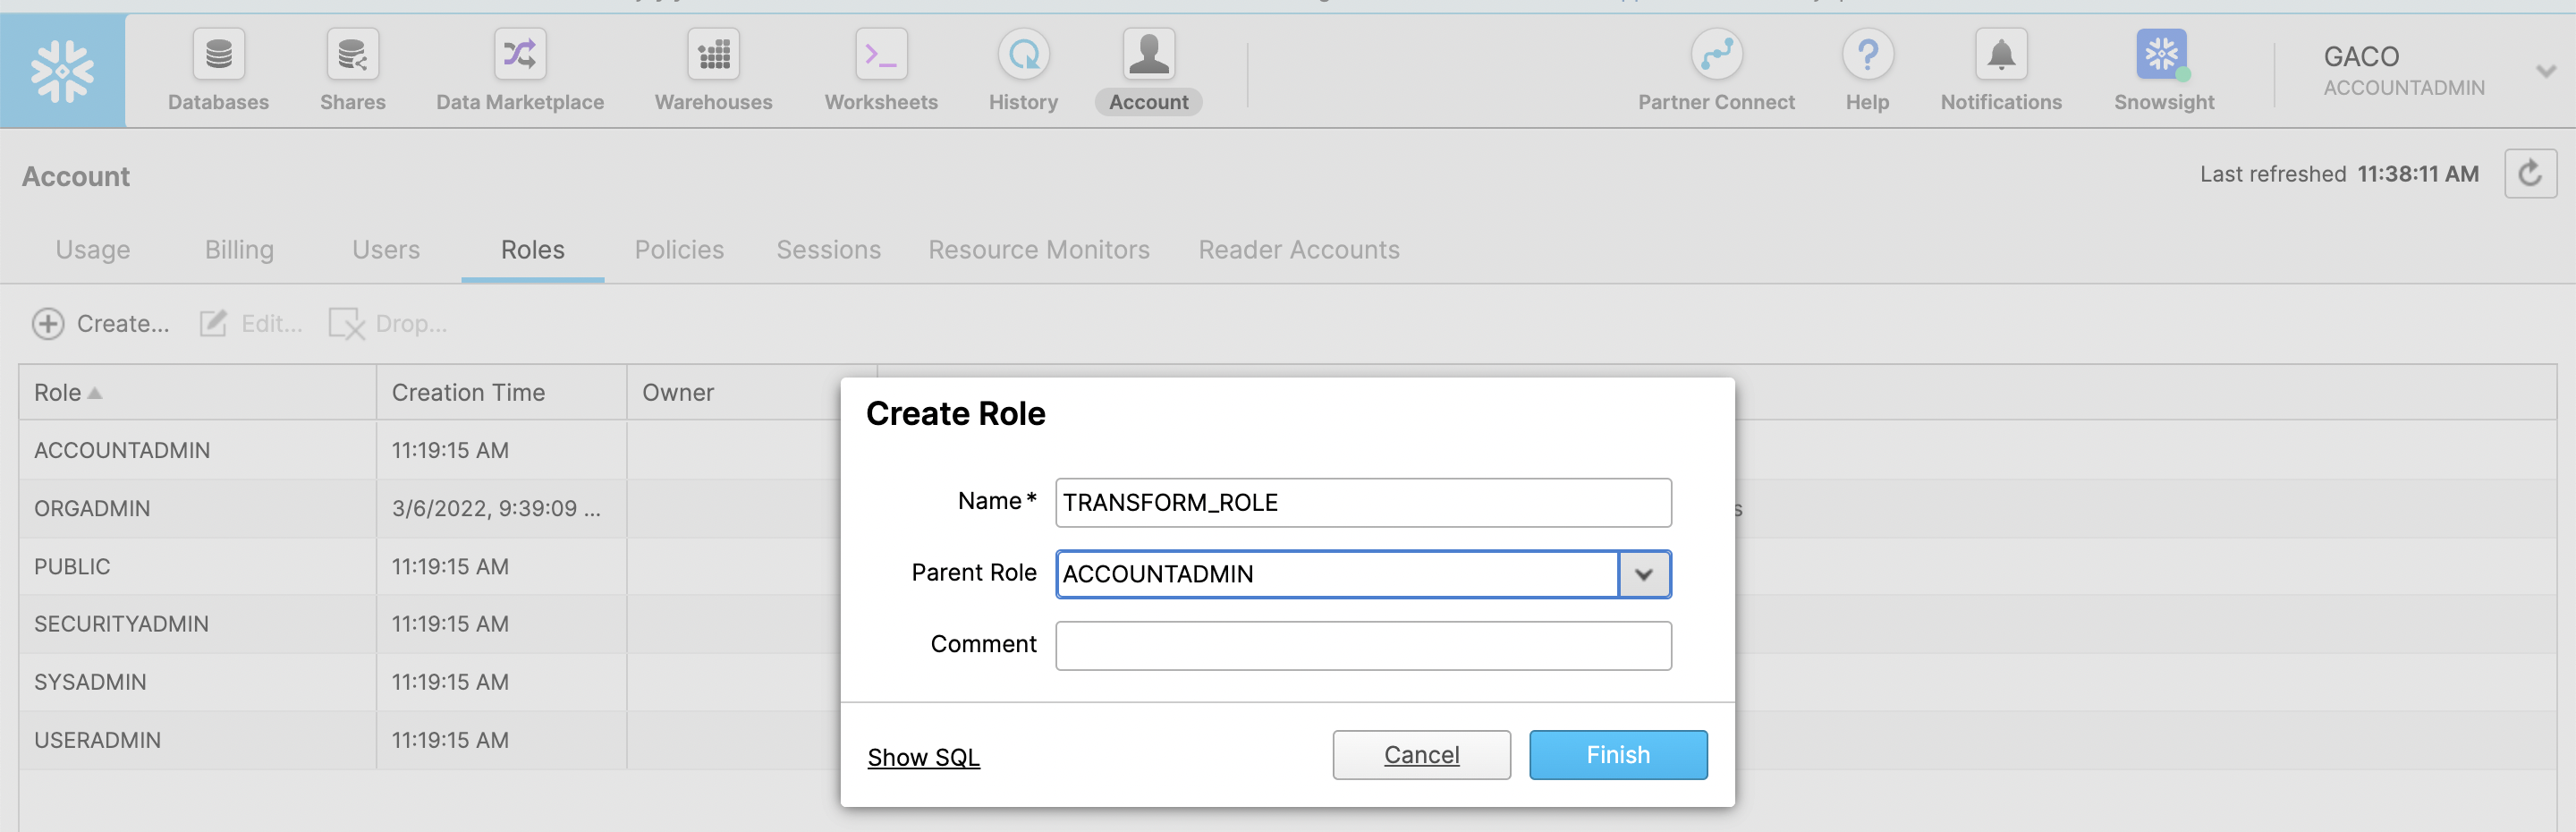 Databases Shares Data Marketplace Warehouses Worksheets History Account Partner Connect Help Notifications Snowsight GACO
ACCOUNTADMIN
Account
Last refreshed 11:38:11 AM
Usage Billing Users Roles Policies Sessions Resource Monitors Reader Accounts
Create... Edit... Drop...
Role Creation Time Owner
ACCOUNTADMIN 11:19:15 AM
ORGADMIN 3/6/2022, 9:39:09 ...
PUBLIC 11:19:15 AM
SECURITYADMIN 11:19:15 AM
SYSADMIN 11:19:15 AM
USERADMIN 11:19:15 AM
Create Role
Name* TRANSFORM_ROLE
Parent Role ACCOUNTADMIN
Comment
Show SQL Cancel Finish